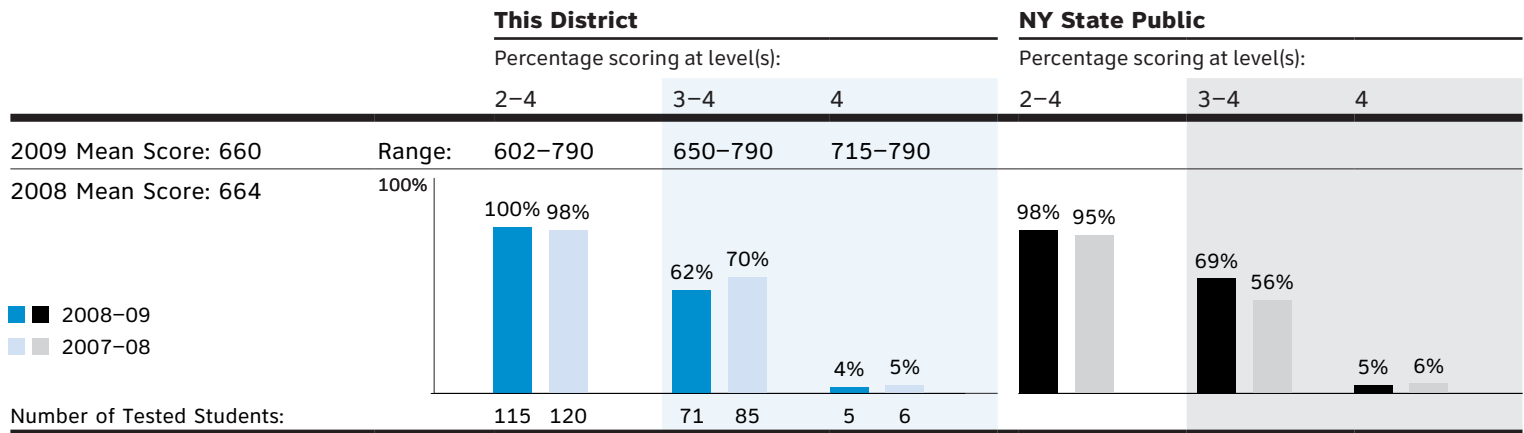 This District NY State Public
Percentage scoring at level(s): Percentage scoring at level(s):
2–4 3–4 4 2–4 3–4 4
2009 Mean Score: 660 Range: 602–790 650–790 715–790
2008 Mean Score: 664 100%
100% 98% 98% 95%
62% 70% 69% 56%
4% 5% 5% 6%
2008–09
2007–08
Number of Tested Students: 115 120 71 85 5 6